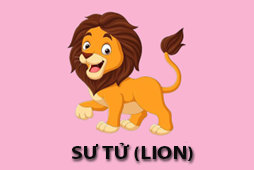 SƯ TỬ (LION)